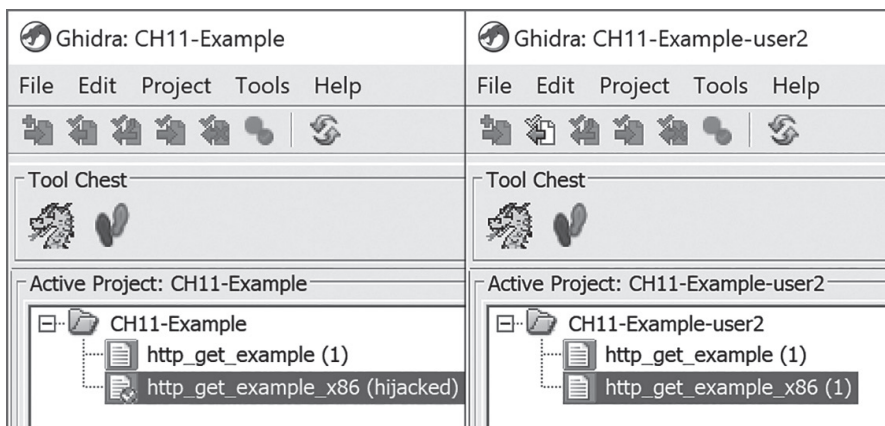 Ghidra: CH11-Example
File Edit Project Tools Help
Tool Chest
Active Project: CH11-Example
CH11-Example
http_get_example (1)
http_get_example_x86 (hijacked)
Ghidra: CH11-Example-user2
File Edit Project Tools Help
Tool Chest
Active Project: CH11-Example-user2
CH11-Example-user2
http_get_example (1)
http_get_example_x86 (1)